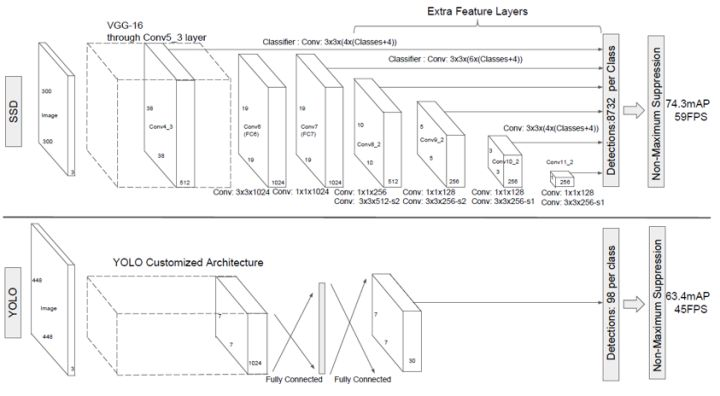 Extra Feature Layers
VGG-16
through Conv5_3 layer
Classifier : Conv: 3x3x(4x(Classes+4))
Classifier : Conv: 3x3x(6x(Classes+4))
SSD
300
Image
300
3
38
Conv4_3
38
512
19
Conv6
(FC6)
19
1024
19
Conv7
(FC7)
19
1024
10
Conv8_2
10
512
5
Conv9_2
5
256
Conv: 3x3x(4x(Classes+4))
3
Conv10_2
3
256
Conv11_2
1
256
Conv: 3x3x1024
Conv: 1x1x1024
Conv: 1x1x256
Conv: 3x3x512-s2
Conv: 1x1x128
Conv: 3x3x256-s2
Conv: 1x1x128
Conv: 3x3x256-s1
Conv: 1x1x128
Conv: 3x3x256-s1
Detections:8732 per Class
Non-Maximum Suppression
74.3mAP
59FPS
YOLO
YOLO Customized Architecture
448
Image
448
3
7
7
1024
Fully Connected
Fully Connected
7
7
30
Detections: 98 per class
Non-Maximum Suppression
63.4mAP
45FPS